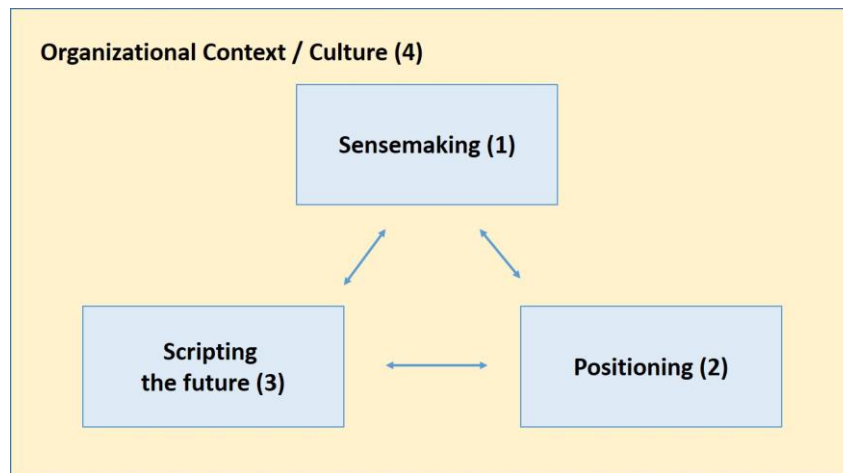 Organizational Context / Culture (4)
Sensemaking (1)
Scripting
the future (3)
Positioning (2)